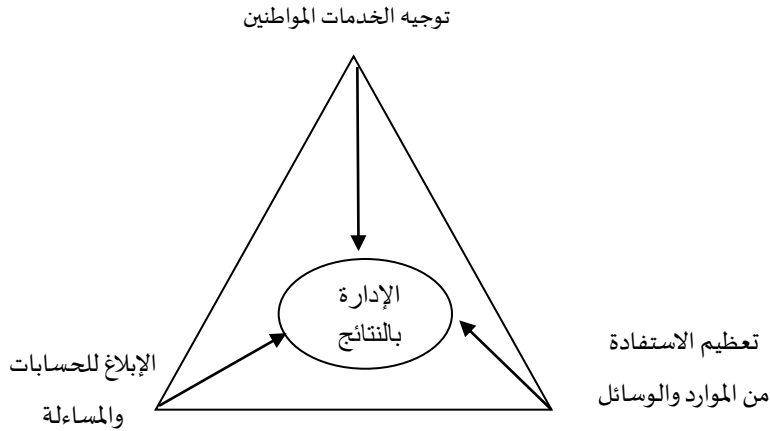 توجيه الخدمات المواطنين
الإدارة
بالنتائج
تعظيم الاستفادة
من الموارد والوسائل
الإبلاغ للحسابات
والمساءلة